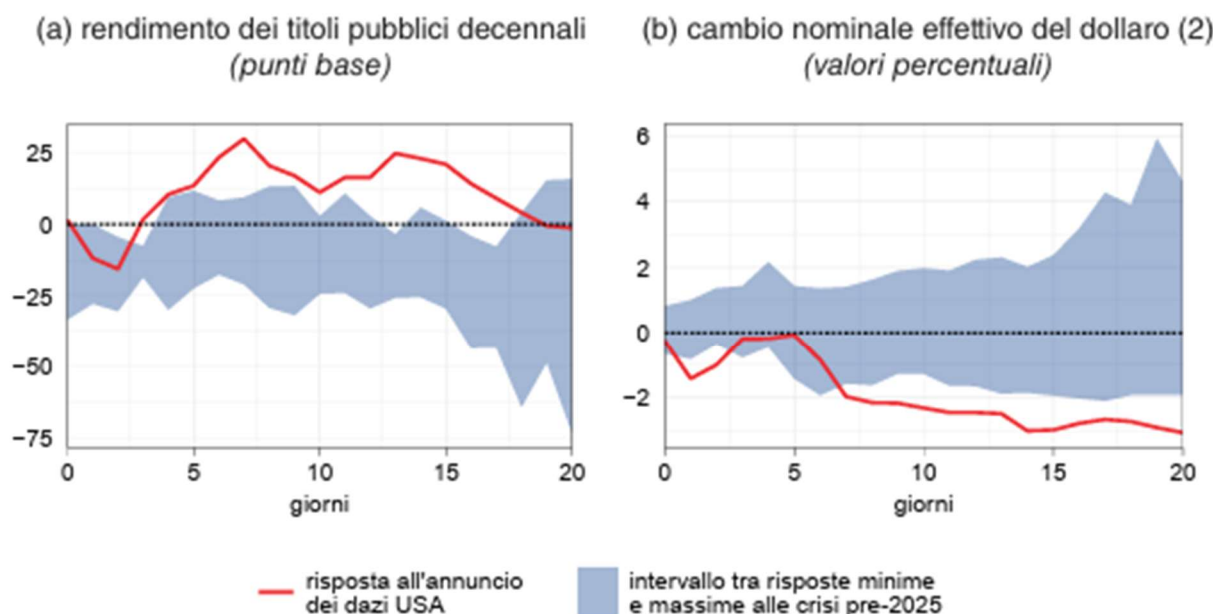 (a) rendimento dei titoli pubblici decennali
(punti base)
(b) cambio nominale effettivo del dollaro (2)
(valori percentuali)
25
0
−25
−50
−75
0 5 10 15 20
giorni
6
4
2
0
−2
0 5 10 15 20
giorni
risposta all'annuncio
dei dazi USA
intervallo tra risposte minime
e massime alle crisi pre-2025